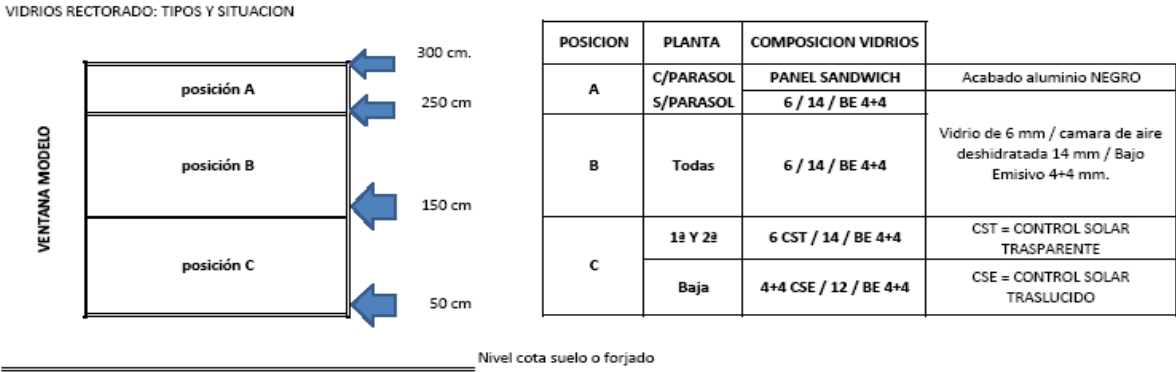 VIDRIOS RECTORADO: TIPOS Y SITUACION
VENTANA MODELO
posición A
posición B
posición C
300 cm.
250 cm
150 cm
50 cm
Nivel cota suelo o forjado
POSICION PLANTA COMPOSICION VIDRIOS
A C/PARASOL PANEL SANDWICH Acabado aluminio NEGRO
S/PARASOL 6 / 14 / BE 4+4
B Todas 6 / 14 / BE 4+4
Vidrio de 6 mm / camara de aire
deshidratada 14 mm / Bajo
Emisivo 4+4 mm.
C 1ª Y 2ª 6 CST / 14 / BE 4+4
CST = CONTROL SOLAR
TRASPARENTE
Baja 4+4 CSE / 12 / BE 4+4
CSE = CONTROL SOLAR
TRASLUCIDO